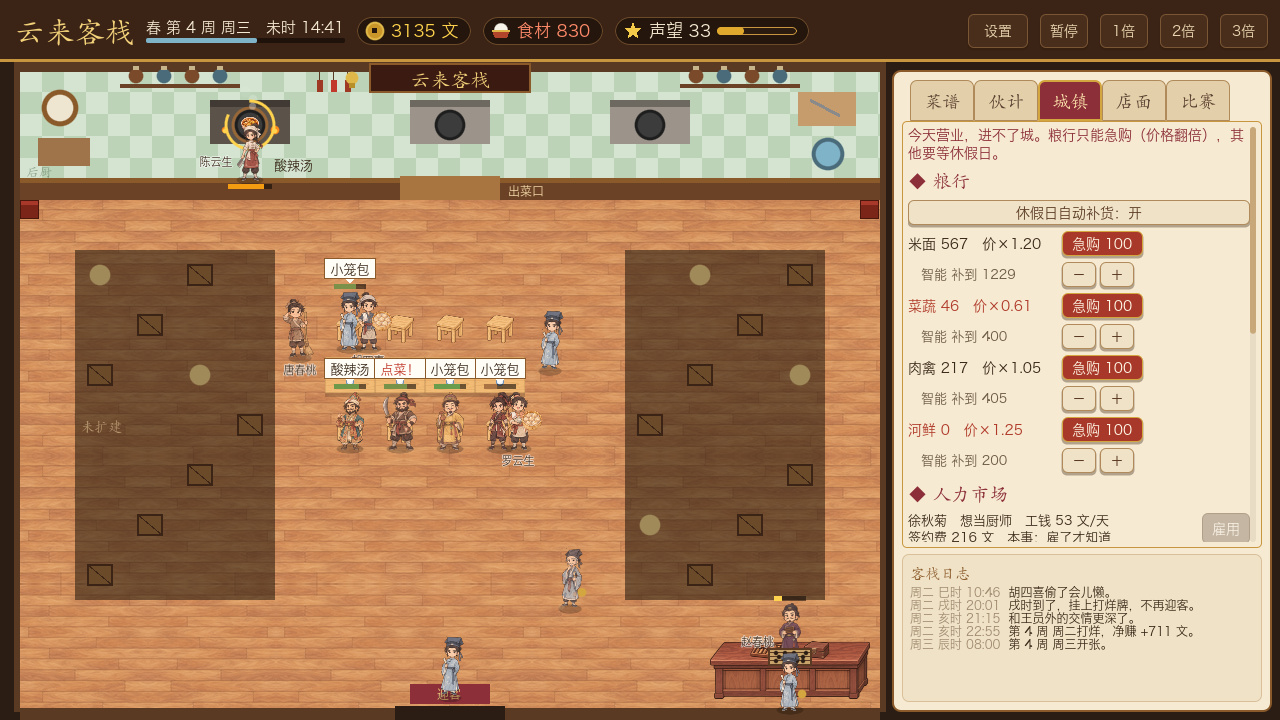 云来客栈
春 第 4 周 周三 未时 14:41
3135 文
食材 830
声望 33
设置
暂停
1倍
2倍
3倍
云来客栈
后厨
陈云生
酸辣汤
出菜口
未扩建
小笼包
唐春桃
酸辣汤
点菜!
小笼包
小笼包
罗云生
赵春桃
迎客
菜谱
伙计
城镇
店面
比赛
今天营业，进不了城。粮行只能急购（价格翻倍），其
他要等休假日。
◆ 粮行
休假日自动补货：开
米面 567 价×1.20
急购 100
智能 补到 1229
－
＋
菜蔬 46 价×0.61
急购 100
智能 补到 400
－
＋
肉禽 217 价×1.05
急购 100
智能 补到 405
－
＋
河鲜 0 价×1.25
急购 100
智能 补到 200
－
＋
◆ 人力市场
徐秋菊 想当厨师 工钱 53 文/天
签约费 216 文 本事：雇了才知道
雇用
客栈日志
周二 巳时 10:46 胡四喜偷了会儿懒。
周二 戌时 20:01 戌时到了，挂上打烊牌，不再迎客。
周二 亥时 21:15 和王员外的交情更深了。
周二 亥时 22:55 第 4 周 周二打烊，净赚 +711 文。
周三 辰时 08:00 第 4 周 周三开张。